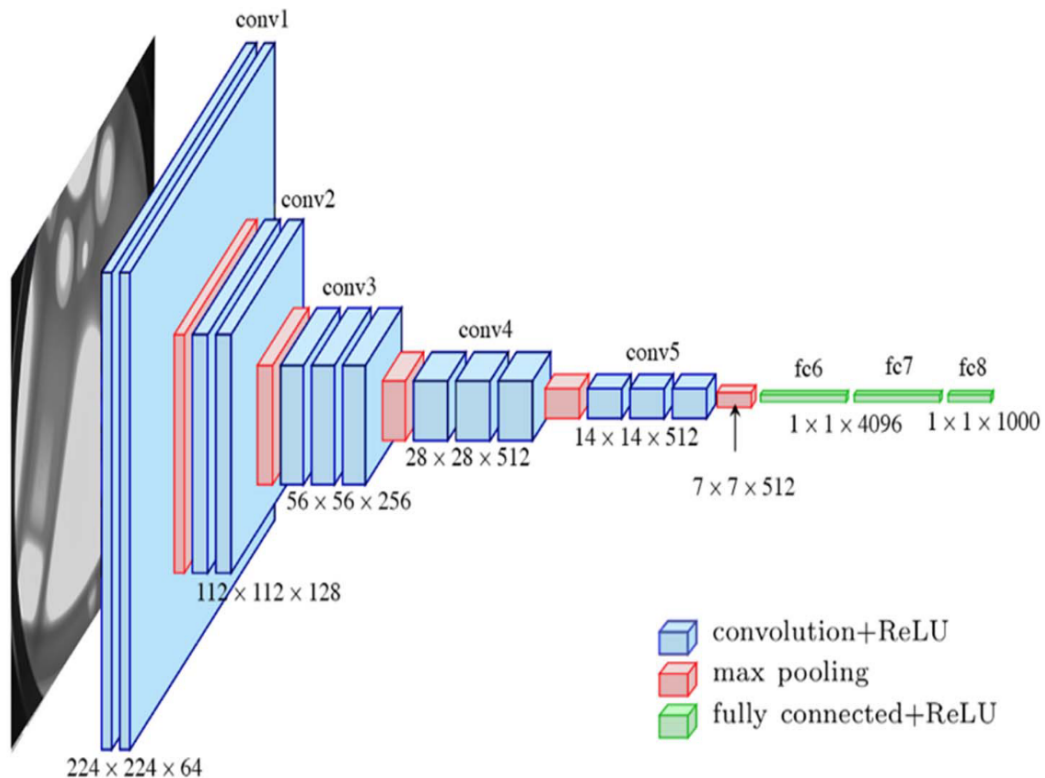 conv1
conv2
conv3
conv4
conv5
fc6
fc7
fc8
1 × 1 × 4096
1 × 1 × 1000
14 × 14 × 512
28 × 28 × 512
7 × 7 × 512
56 × 56 × 256
112 × 112 × 128
224 × 224 × 64
convolution+ReLU
max pooling
fully connected+ReLU